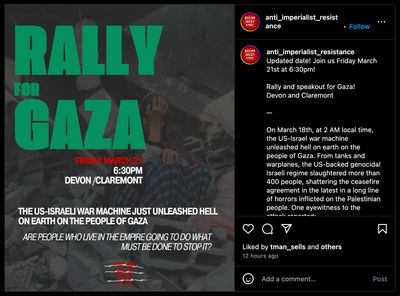 RALLY
FOR
GAZA
FRIDAY MARCH 21
6:30PM
DEVON /CLAREMONT
THE US-ISRAELI WAR MACHINE JUST UNLEASHED HELL
ON EARTH ON THE PEOPLE OF GAZA
ARE PEOPLE WHO LIVE IN THE EMPIRE GOING TO DO WHAT
MUST BE DONE TO STOP IT?
anti_imperialist_resist
ance
• Follow
anti_imperialist_resistance
Updated date! Join us Friday March
21st at 6:30pm!
Rally and speakout for Gaza!
Devon and Claremont
—
On March 18th, at 2 AM local time,
the US-Israel war machine
unleashed hell on earth on the
people of Gaza. From tanks and
warplanes, the US-backed genocidal
Israeli regime slaughtered more
than 400 people, shattering the ceasefire
agreement in the latest in a long line
of horrors inflicted on the Palestinian
people. One eyewitness to the
attack reported:
Liked by tman_sells and others
12 hours ago
Add a comment...
Post